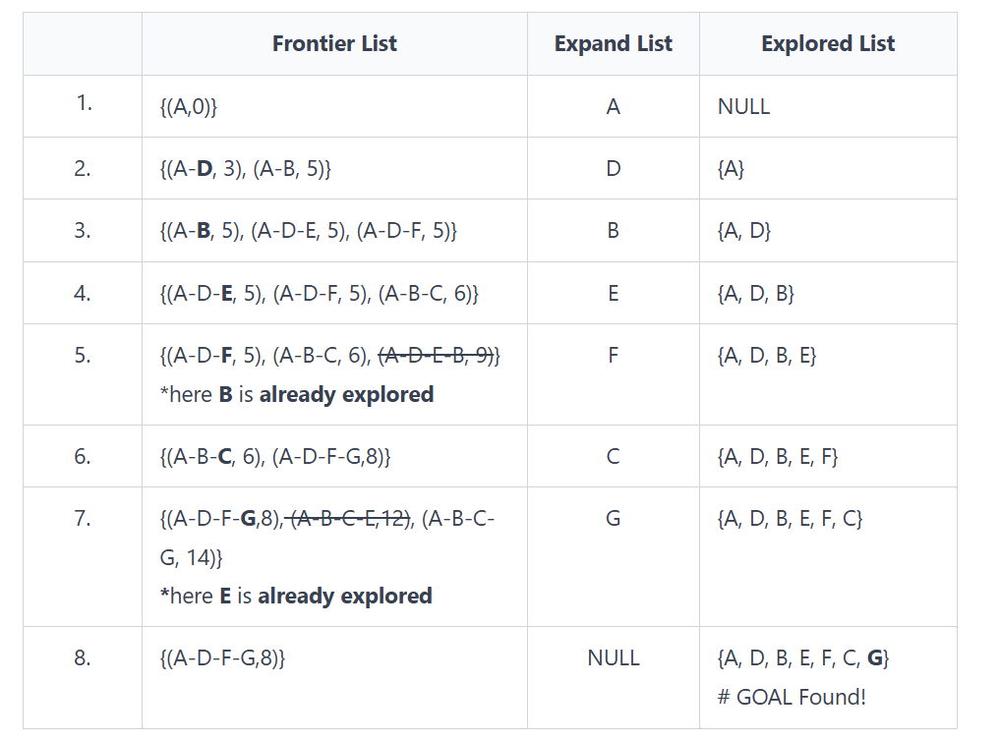 Frontier List Expand List Explored List
1. {(A,0)} A NULL
2. {(A-D, 3), (A-B, 5)} D {A}
3. {(A-B, 5), (A-D-E, 5), (A-D-F, 5)} B {A, D}
4. {(A-D-E, 5), (A-D-F, 5), (A-B-C, 6)} E {A, D, B}
5. {(A-D-F, 5), (A-B-C, 6), (A-D-E-B, 9)} F {A, D, B, E}
*here B is already explored
6. {(A-B-C, 6), (A-D-F-G,8)} C {A, D, B, E, F}
7. {(A-D-F-G,8), (A-B-C-E,12), (A-B-C- G {A, D, B, E, F, C}
G, 14)}
*here E is already explored
8. {(A-D-F-G,8)} NULL {A, D, B, E, F, C, G}
# GOAL Found!